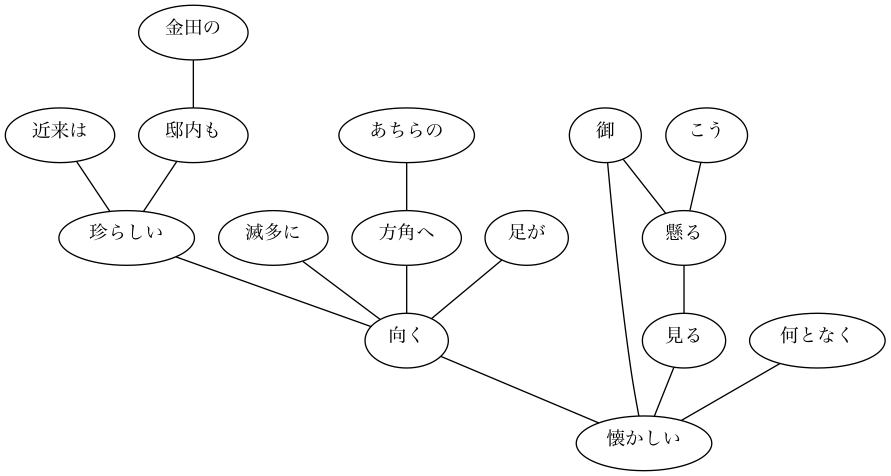 金田の
近来は
邸内も
あちらの
御
こう
珍らしい
滅多に
方角へ
足が
懸る
向く
見る
何となく
懐かしい